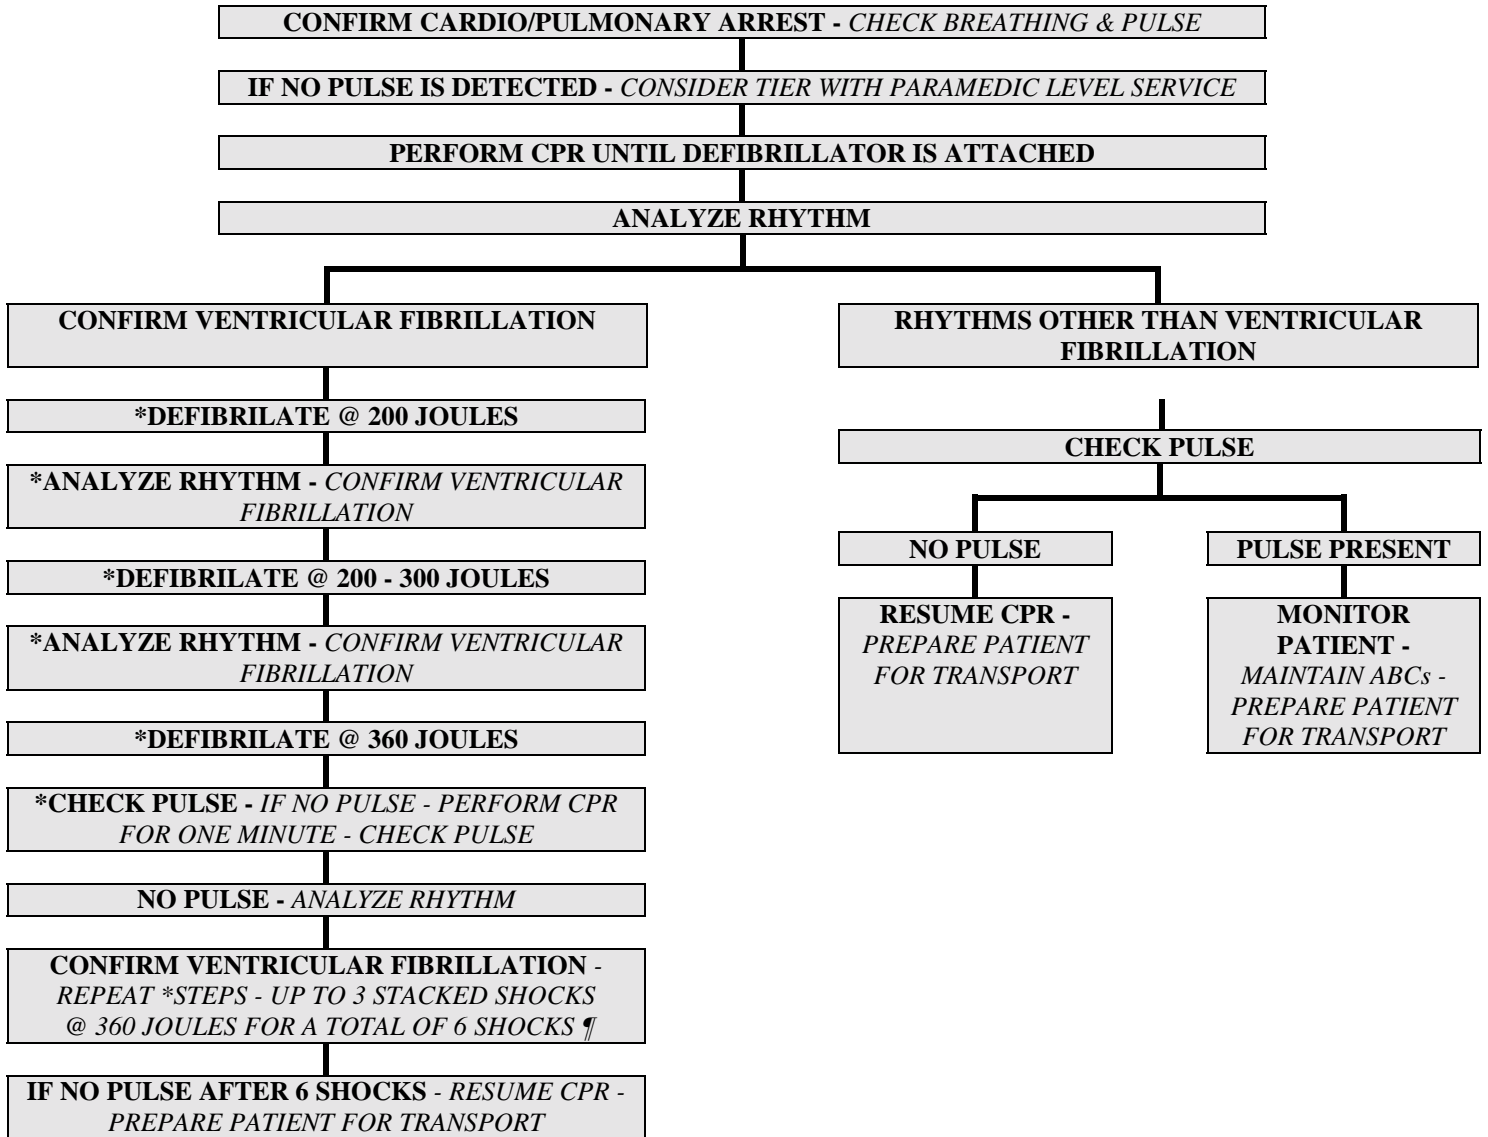 CONFIRM CARDIO/PULMONARY ARREST - CHECK BREATHING & PULSE
IF NO PULSE IS DETECTED - CONSIDER TIER WITH PARAMEDIC LEVEL SERVICE
PERFORM CPR UNTIL DEFIBRILLATOR IS ATTACHED
ANALYZE RHYTHM
CONFIRM VENTRICULAR FIBRILLATION
*DEFIBRILATE @ 200 JOULES
*ANALYZE RHYTHM - CONFIRM VENTRICULAR
FIBRILLATION
*DEFIBRILATE @ 200 - 300 JOULES
*ANALYZE RHYTHM - CONFIRM VENTRICULAR
FIBRILLATION
*DEFIBRILATE @ 360 JOULES
*CHECK PULSE - IF NO PULSE - PERFORM CPR
FOR ONE MINUTE - CHECK PULSE
NO PULSE - ANALYZE RHYTHM
CONFIRM VENTRICULAR FIBRILLATION -
REPEAT *STEPS - UP TO 3 STACKED SHOCKS
@ 360 JOULES FOR A TOTAL OF 6 SHOCKS ¶
IF NO PULSE AFTER 6 SHOCKS - RESUME CPR -
PREPARE PATIENT FOR TRANSPORT
RHYTHMS OTHER THAN VENTRICULAR
FIBRILLATION
CHECK PULSE
NO PULSE
RESUME CPR -
PREPARE PATIENT
FOR TRANSPORT
PULSE PRESENT
MONITOR
PATIENT -
MAINTAIN ABCs -
PREPARE PATIENT
FOR TRANSPORT